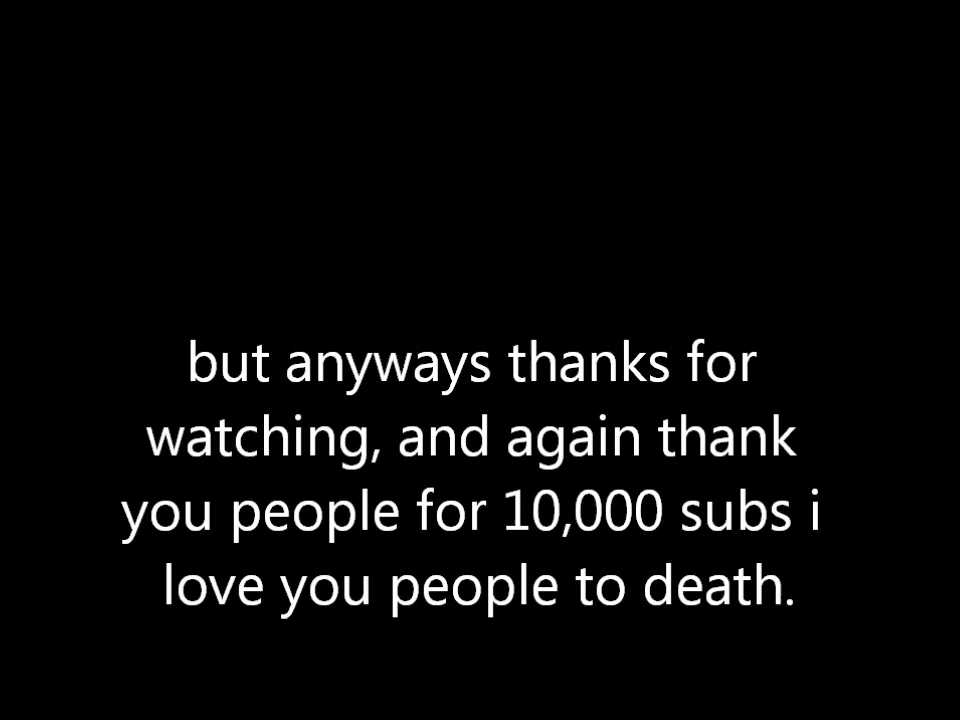 but anyways thanks for
watching, and again thank
you people for 10,000 subs i
love you people to death.